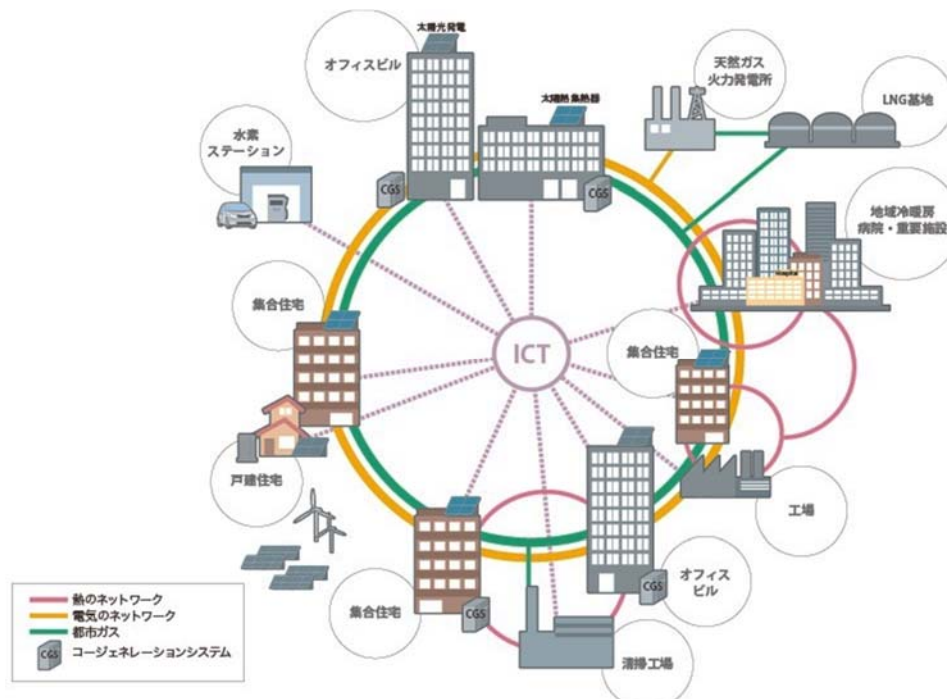 太陽光発電
オフィスビル
太陽熱集熱器
天然ガス
火力発電所
LNG基地
水素
ステーション
CGS
CGS
地域冷暖房
病院・重要施設
Hospital
集合住宅
ICT
集合住宅
戸建住宅
工場
集合住宅
CGS
CGS
オフィス
ビル
清掃工場
熱のネットワーク
電気のネットワーク
都市ガス
CGS
コージェネレーションシステム